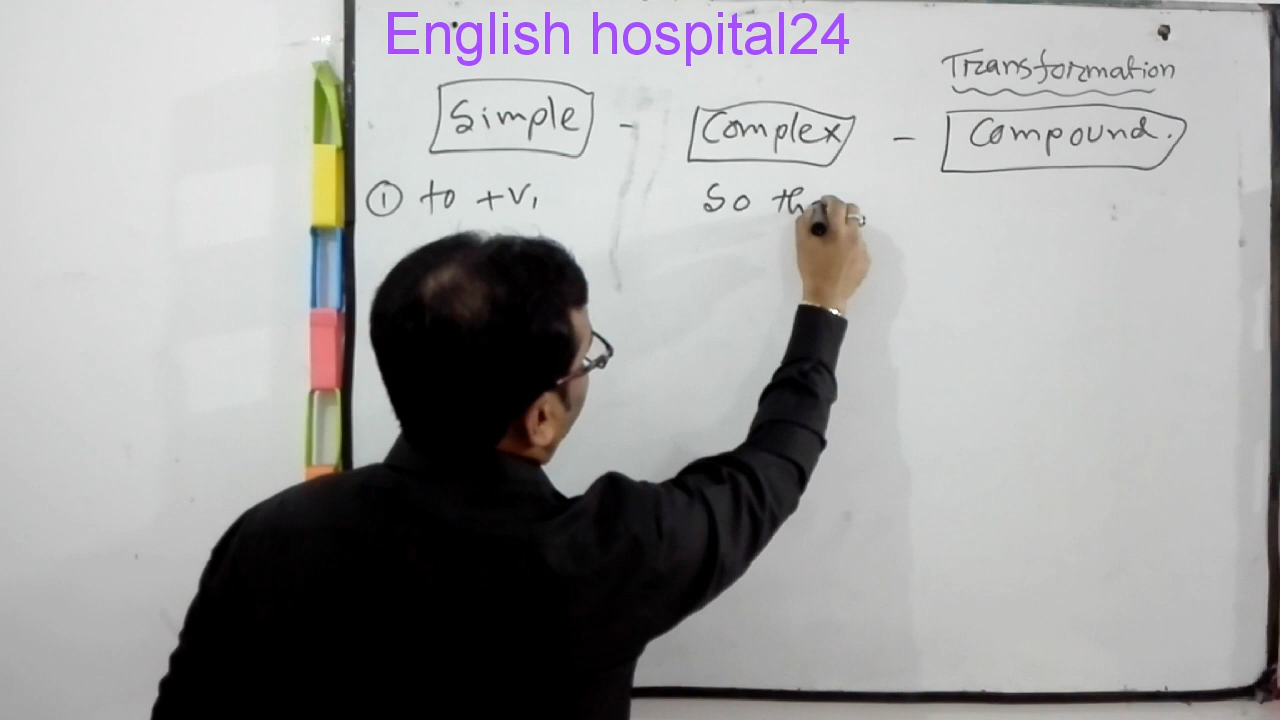 English hospital24
Transformation
Simple - Complex - Compound.
① to +V₁ So th